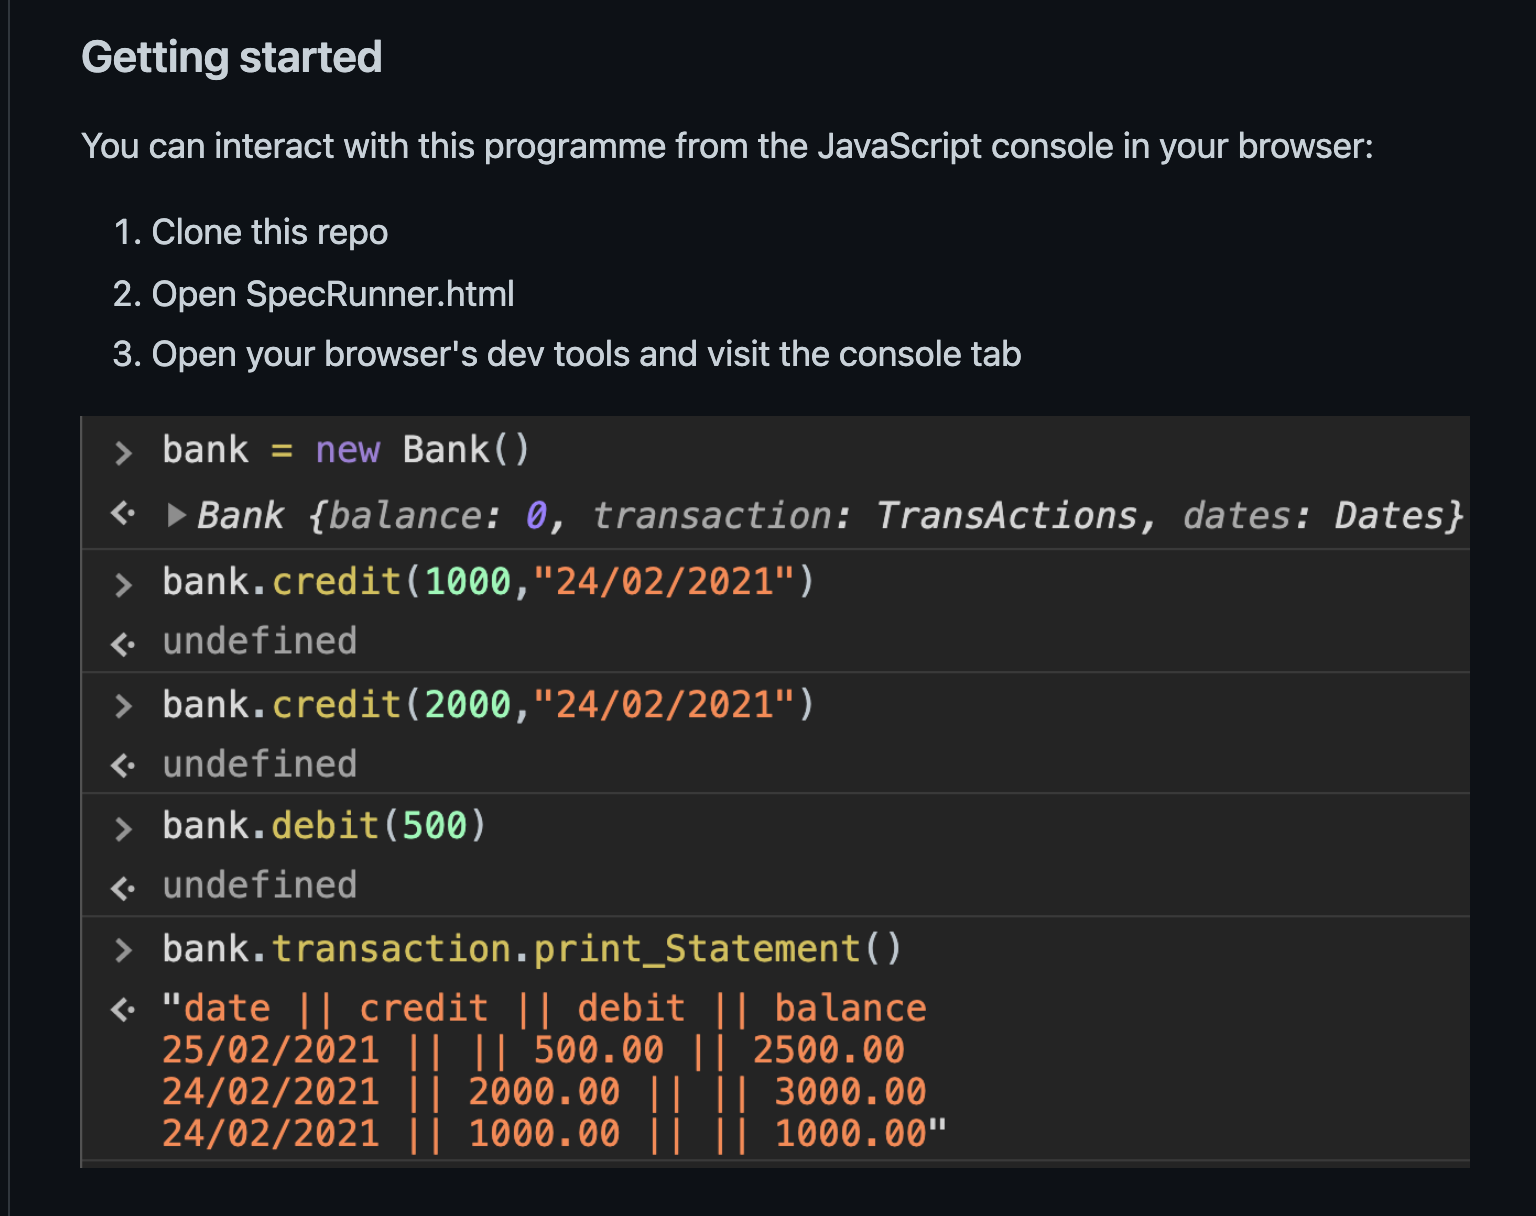 Getting started
You can interact with this programme from the JavaScript console in your browser:
1. Clone this repo
2. Open SpecRunner.html
3. Open your browser's dev tools and visit the console tab
> bank = new Bank()
Bank {balance: 0, transaction: TransActions, dates: Dates}
> bank.credit(1000,"24/02/2021")
undefined
> bank.credit(2000,"24/02/2021")
undefined
> bank.debit(500)
undefined
> bank.transaction.print_Statement()
"date || credit || debit || balance
25/02/2021 || || 500.00 || 2500.00
24/02/2021 || 2000.00 || || 3000.00
24/02/2021 || 1000.00 || || 1000.00"